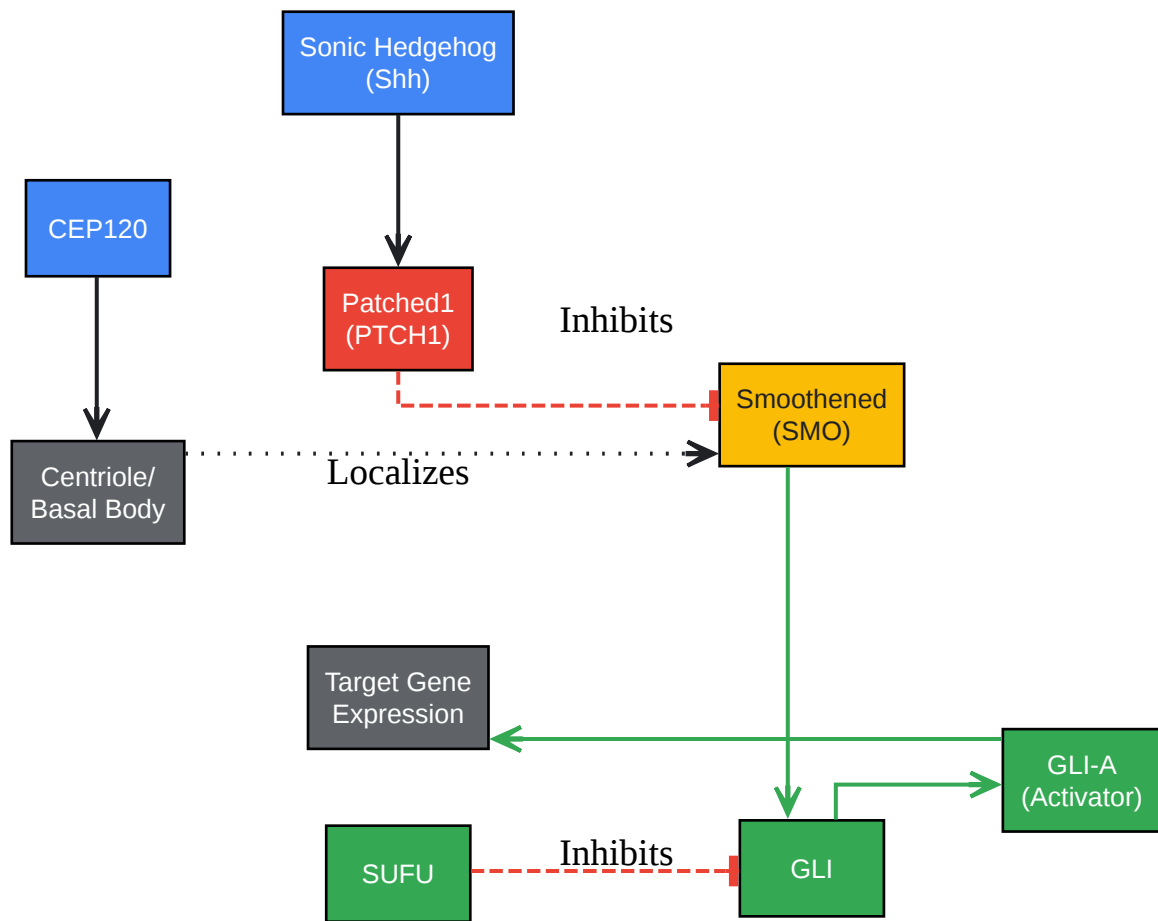 Sonic Hedgehog
(Shh)
CEP120
Patched1
(PTCH1)
Inhibits
Smoothened
(SMO)
Centriole/
Basal Body
Localizes
Target Gene
Expression
GLI-A
(Activator)
SUFU
Inhibits
GLI